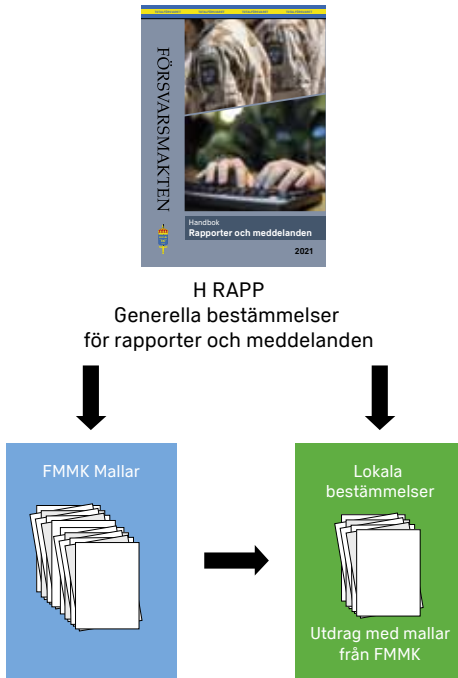 FÖRSVARSMAKTEN
Handbok
Rapporter och meddelanden
2021
H RAPP
Generella bestämmelser
för rapporter och meddelanden
FMMK Mallar
Lokala
bestämmelser
Utdrag med mallar
från FMMK